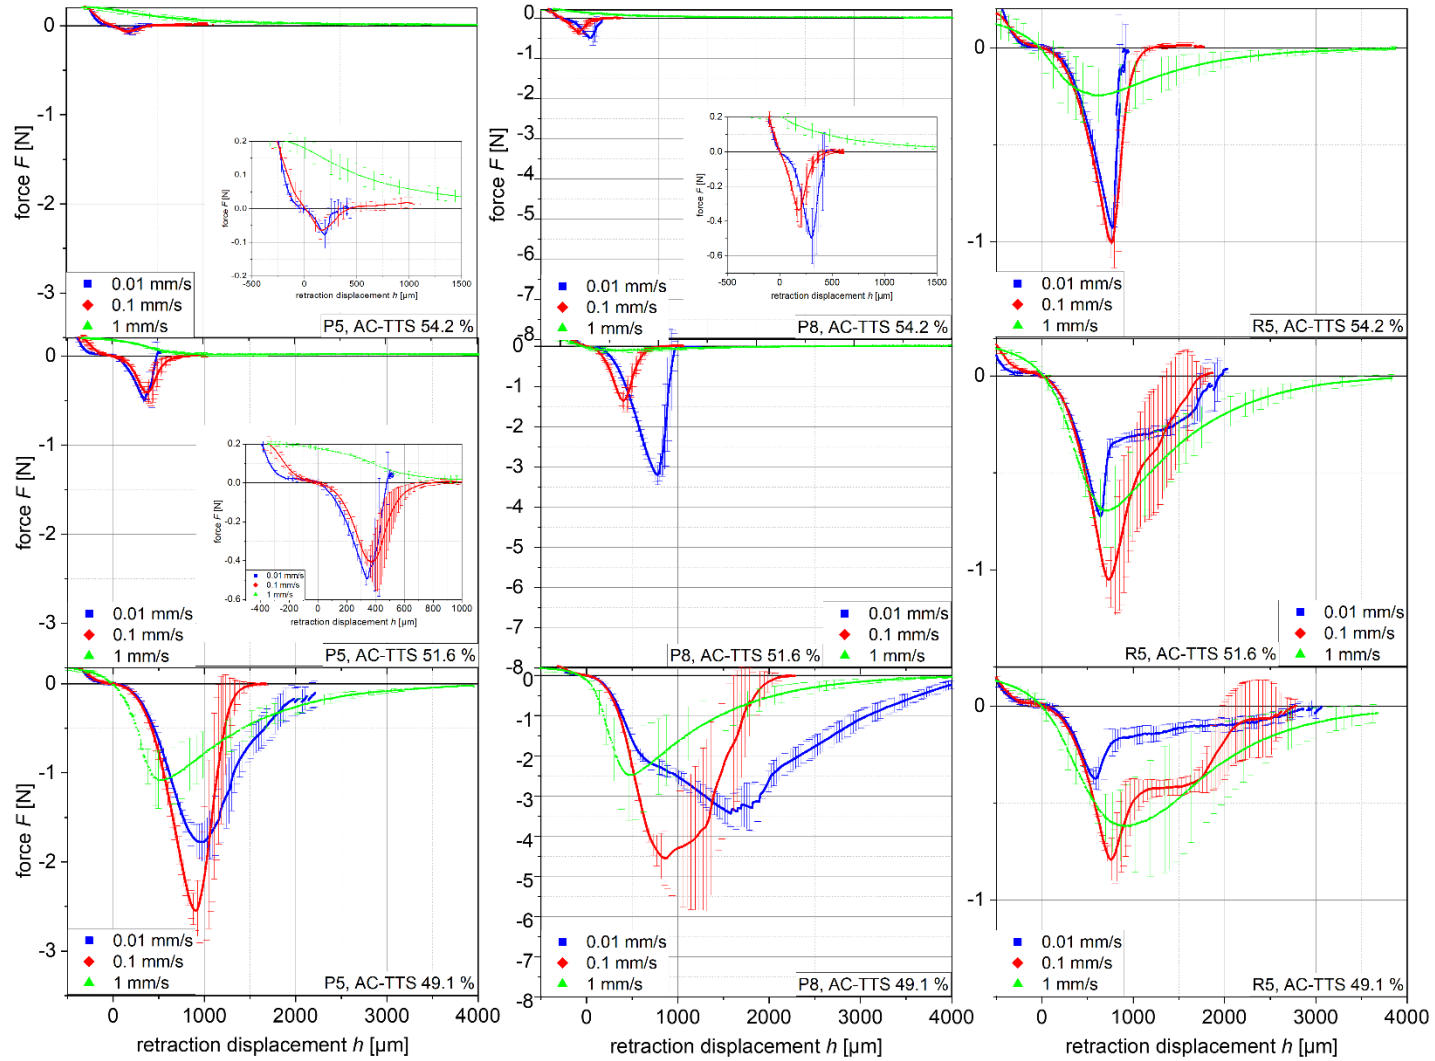 0
-1
-2
-3
force F [N]
0.2
0.1
0.0
-0.1
0.2
-500 0 500 1000 1500
force F [N]
retraction displacement h [µm]
0.01 mm/s
0.1 mm/s
1 mm/s
P5, AC-TTS 54.2 %
0
-1
-2
-3
-4
-5
-6
-7
-8
force F [N]
0.2
0.0
-0.2
-0.4
-0.6
-500 0 500 1000 1500
force F [N]
retraction displacement h [µm]
0.01 mm/s
0.1 mm/s
1 mm/s
P8, AC-TTS 54.2 %
0
-1
force F [N]
0.01 mm/s
0.1 mm/s
1 mm/s
R5, AC-TTS 54.2 %
0
-1
-2
-3
force F [N]
0.2
0.0
-0.2
-0.4
-0.6
-400 -200 0 200 400 600 800 1000
force F [N]
retraction displacement h [µm]
0.01 mm/s
0.1 mm/s
1 mm/s
0.01 mm/s
0.1 mm/s
1 mm/s
P5, AC-TTS 51.6 %
0
-1
-2
-3
-4
-5
-6
-7
-8
force F [N]
0.01 mm/s
0.1 mm/s
1 mm/s
P8, AC-TTS 51.6 %
0
-1
force F [N]
0.01 mm/s
0.1 mm/s
1 mm/s
R5, AC-TTS 51.6 %
0
-1
-2
-3
force F [N]
0.01 mm/s
0.1 mm/s
1 mm/s
P5, AC-TTS 49.1 %
0 1000 2000 3000 4000
retraction displacement h [µm]
0
-1
-2
-3
-4
-5
-6
-7
-8
force F [N]
0.01 mm/s
0.1 mm/s
1 mm/s
P8, AC-TTS 49.1 %
0 1000 2000 3000 4000
retraction displacement h [µm]
0
-1
force F [N]
0.01 mm/s
0.1 mm/s
1 mm/s
R5, AC-TTS 49.1 %
0 1000 2000 3000 4000
retraction displacement h [µm]